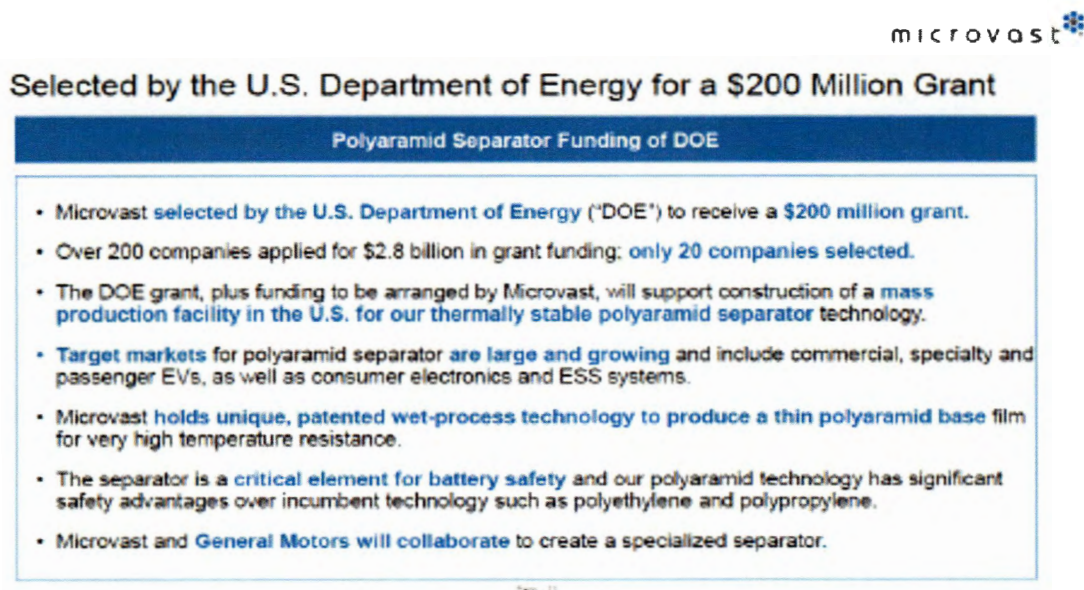 microvast
Selected by the U.S. Department of Energy for a $200 Million Grant
Polyaramid Separator Funding of DOE
• Microvast selected by the U.S. Department of Energy ("DOE") to receive a $200 million grant.
• Over 200 companies applied for $2.8 billion in grant funding; only 20 companies selected.
• The DOE grant, plus funding to be arranged by Microvast, will support construction of a mass
production facility in the U.S. for our thermally stable polyaramid separator technology.
• Target markets for polyaramid separator are large and growing and include commercial, specialty and
passenger EVs, as well as consumer electronics and ESS systems.
• Microvast holds unique, patented wet-process technology to produce a thin polyaramid base film
for very high temperature resistance.
• The separator is a critical element for battery safety and our polyaramid technology has significant
safety advantages over incumbent technology such as polyethylene and polypropylene.
• Microvast and General Motors will collaborate to create a specialized separator.